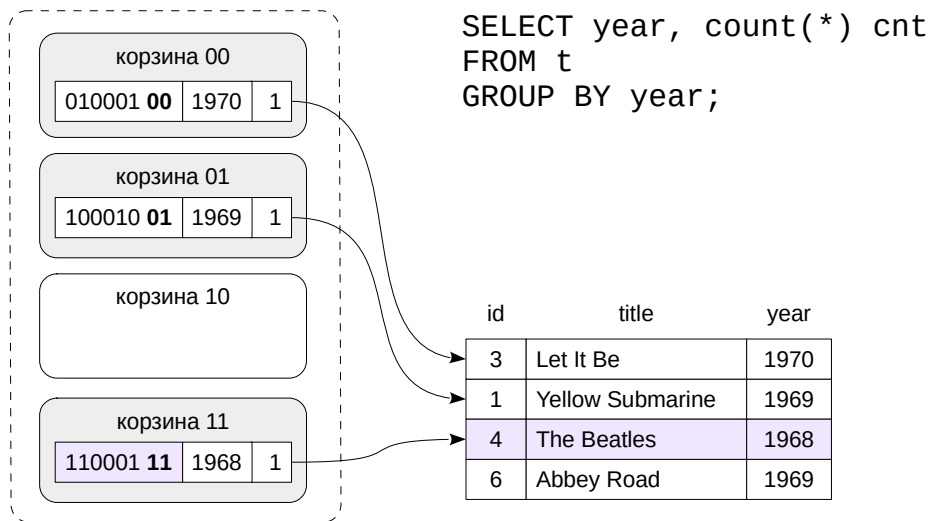 SELECT year, count(*) cnt
FROM t
GROUP BY year;
корзина 00
010001 00 1970 1
корзина 01
100010 01 1969 1
корзина 10
корзина 11
110001 11 1968 1
id title year
3 Let It Be 1970
1 Yellow Submarine 1969
4 The Beatles 1968
6 Abbey Road 1969